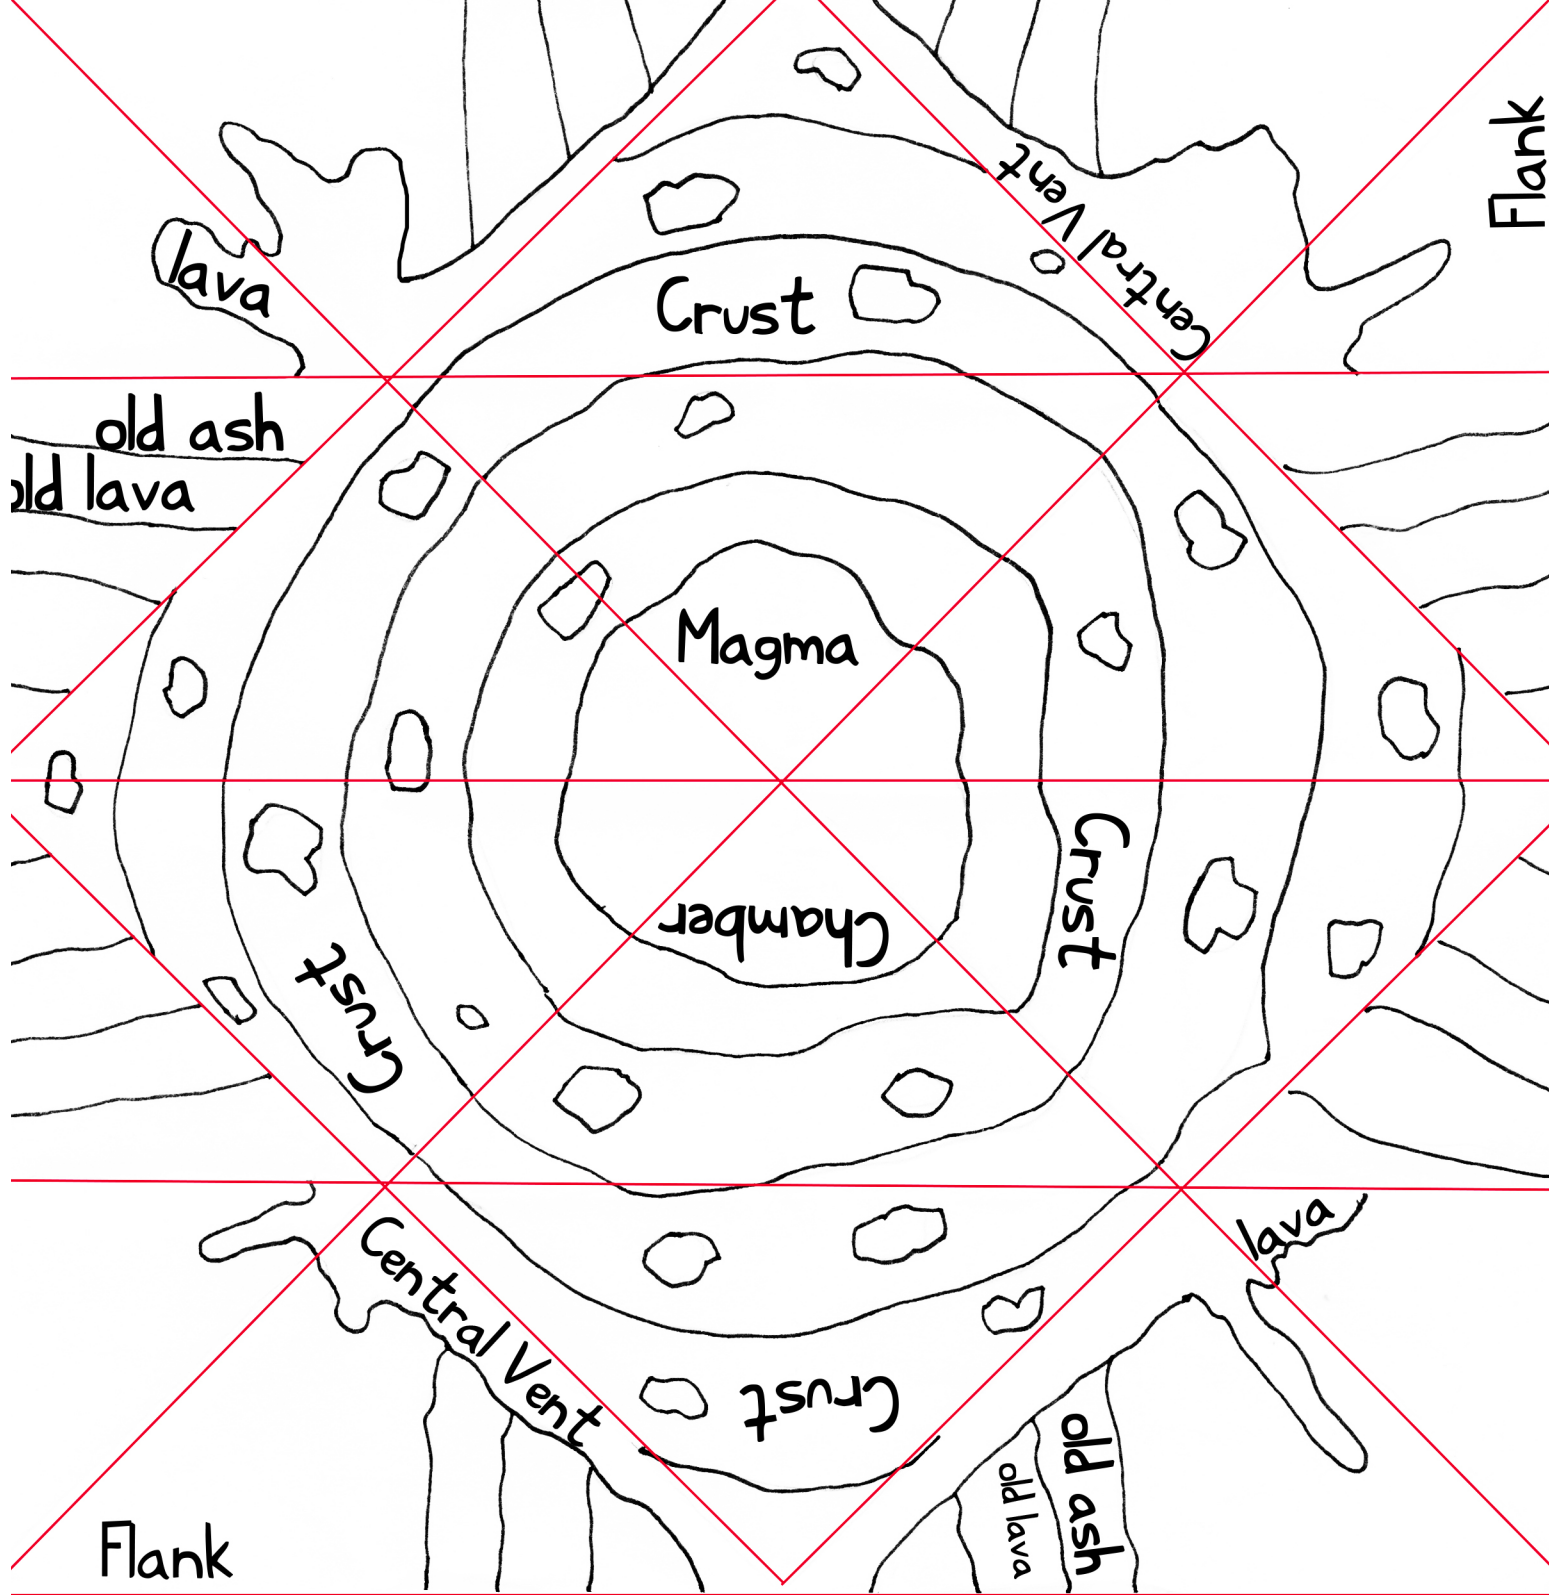 Flank
Central Vent
lava
Crust
old ash
old lava
Magma
Chamber
Crust
Crust
lava
Central Vent
Crust
old ash
old lava
Flank